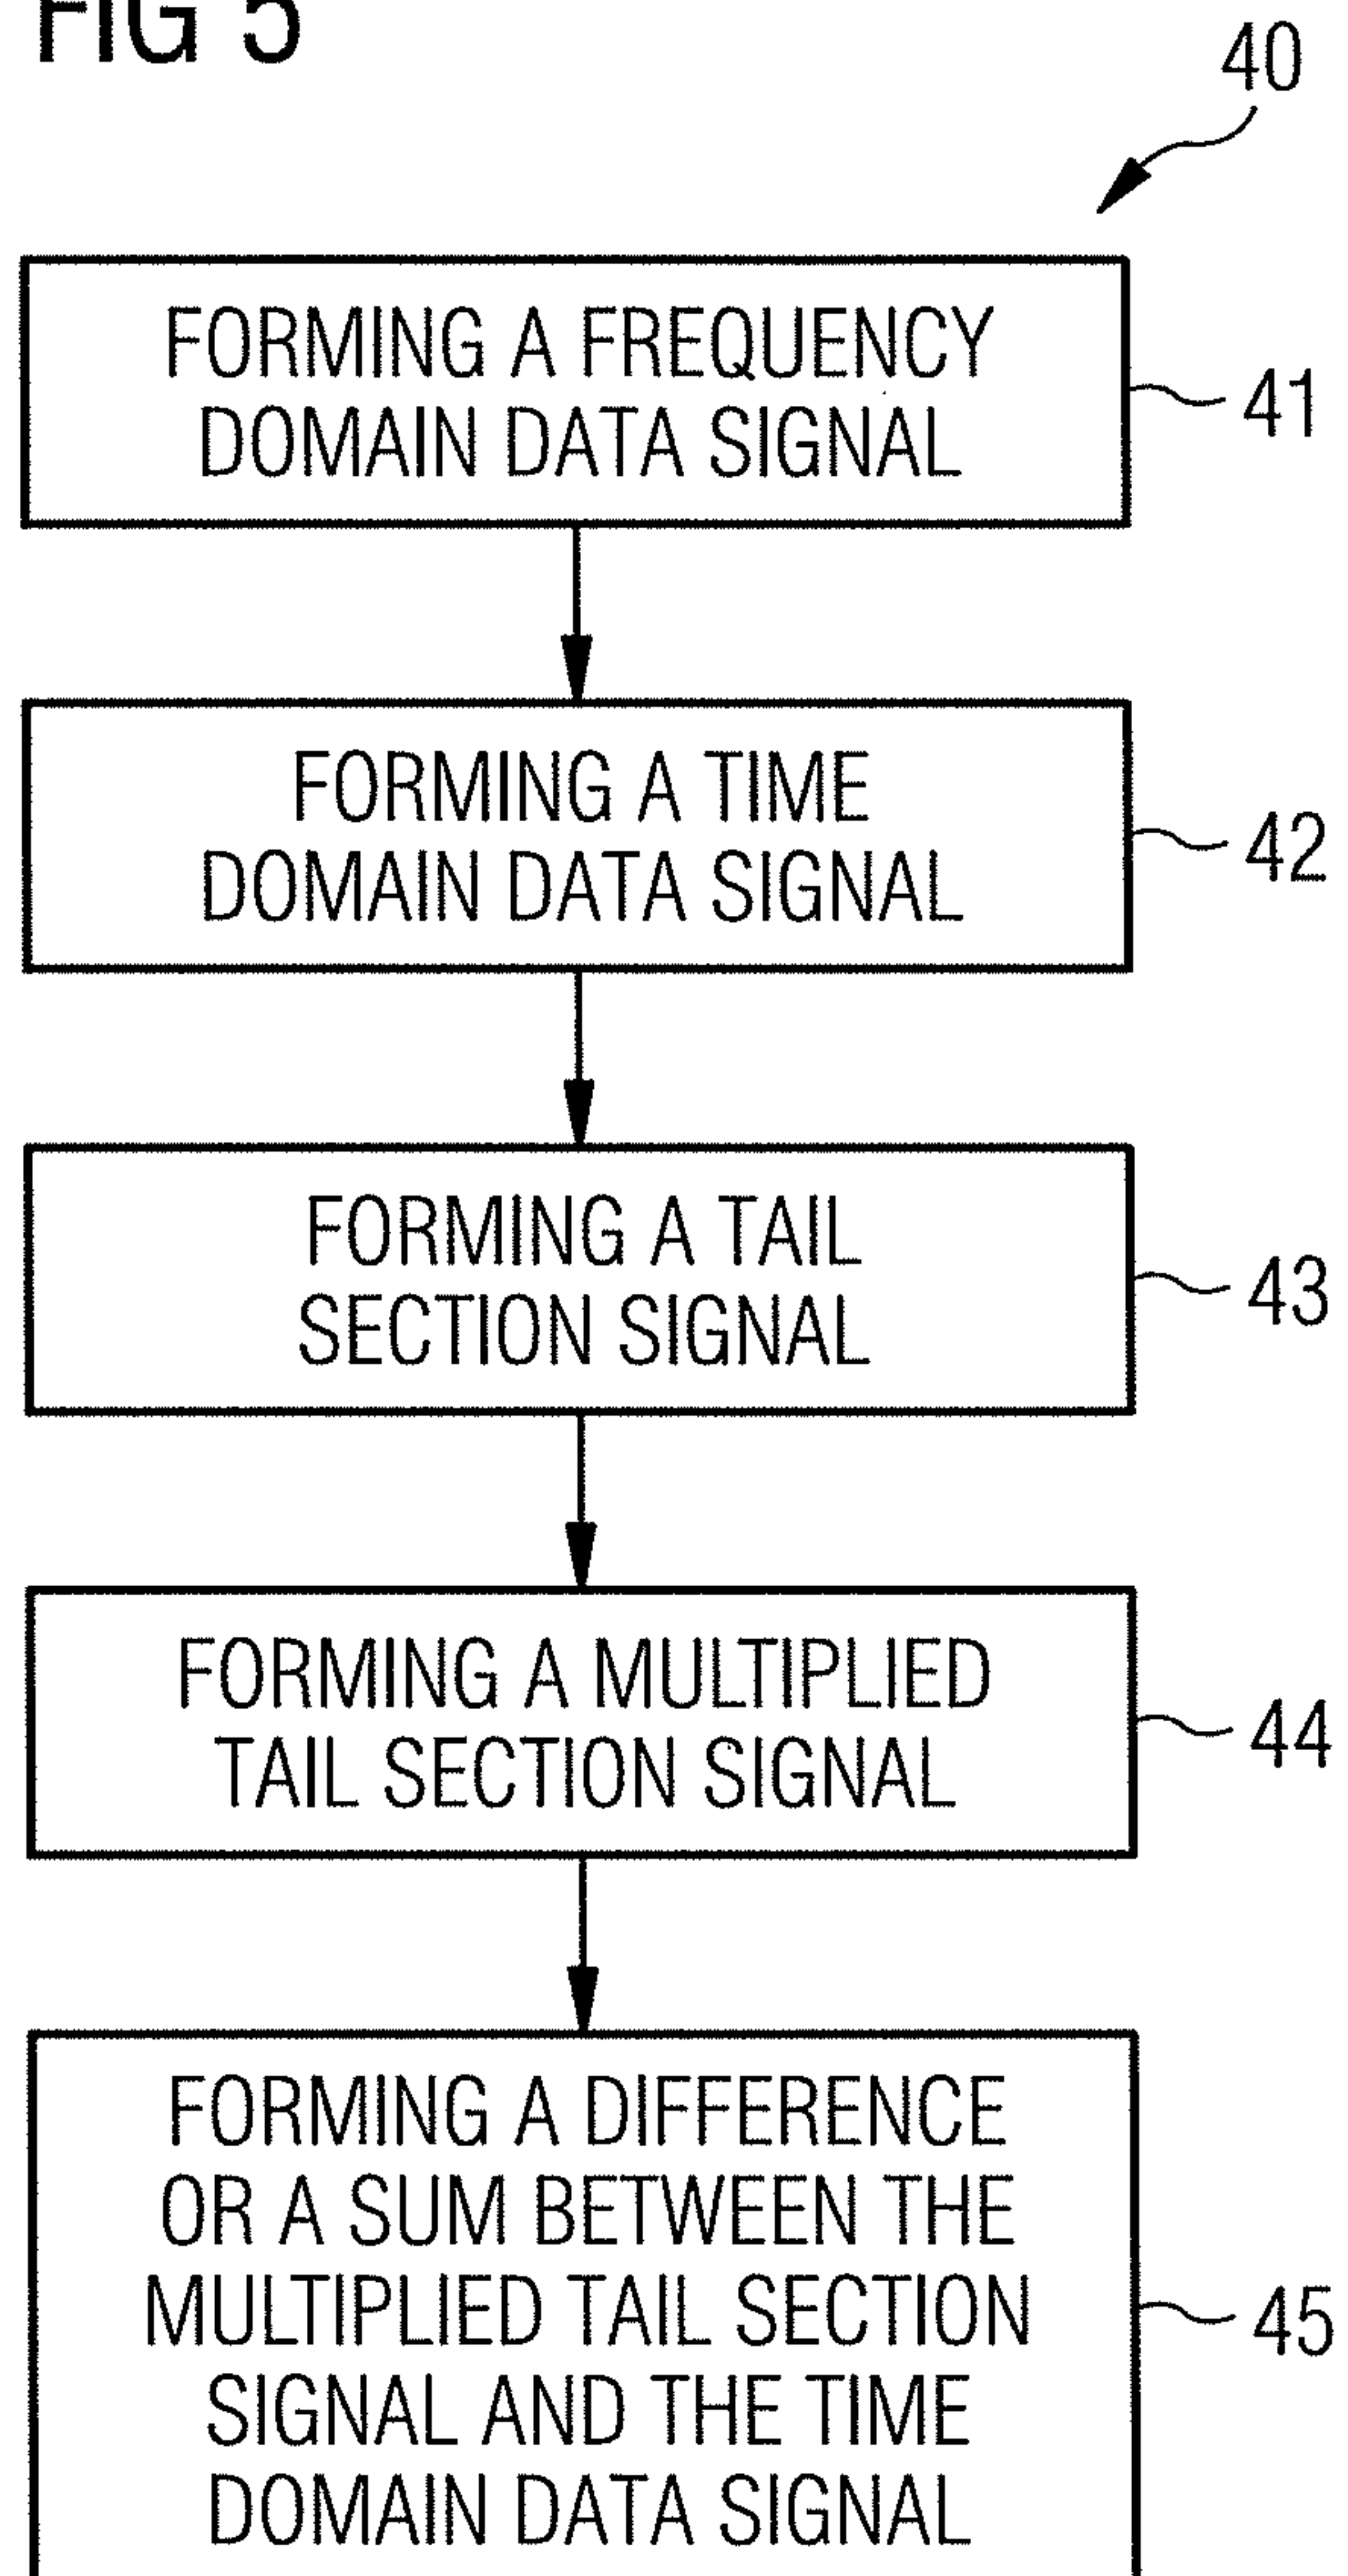 FIG 5
40
FORMING A FREQUENCY
DOMAIN DATA SIGNAL
41
FORMING A TIME
DOMAIN DATA SIGNAL
42
FORMING A TAIL
SECTION SIGNAL
43
FORMING A MULTIPLIED
TAIL SECTION SIGNAL
44
FORMING A DIFFERENCE
OR A SUM BETWEEN THE
MULTIPLIED TAIL SECTION
SIGNAL AND THE TIME
DOMAIN DATA SIGNAL
45